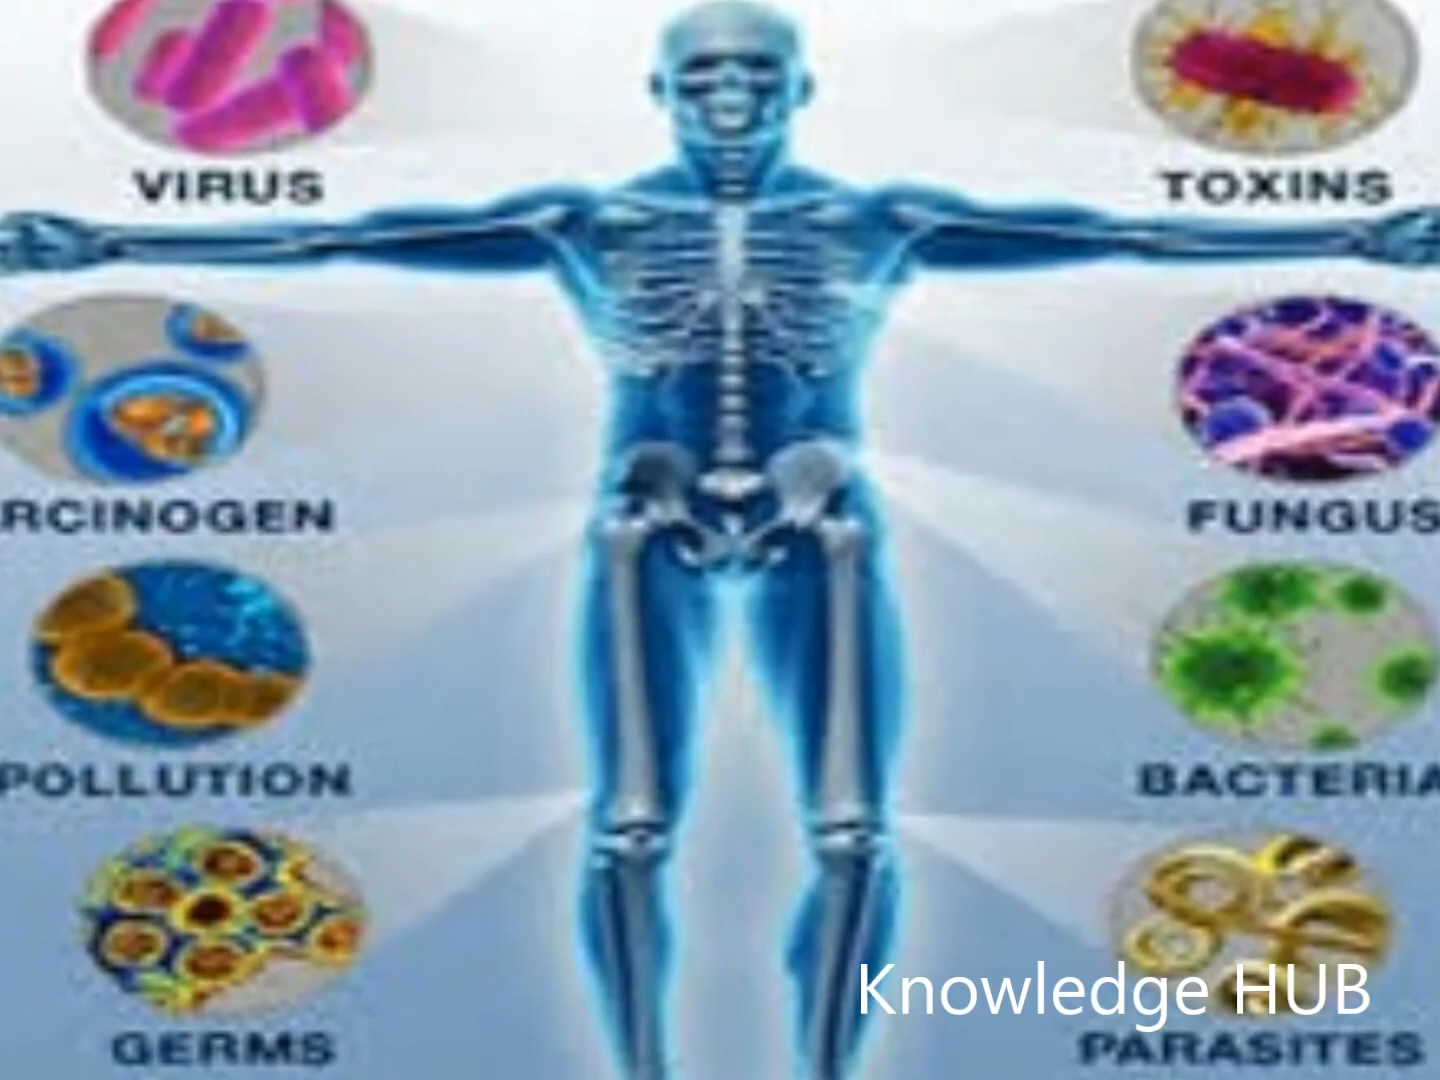 VIRUS
TOXINS
RCINOGEN
FUNGUS
POLLUTION
BACTERIA
GERMS
PARASITES
Knowledge HUB